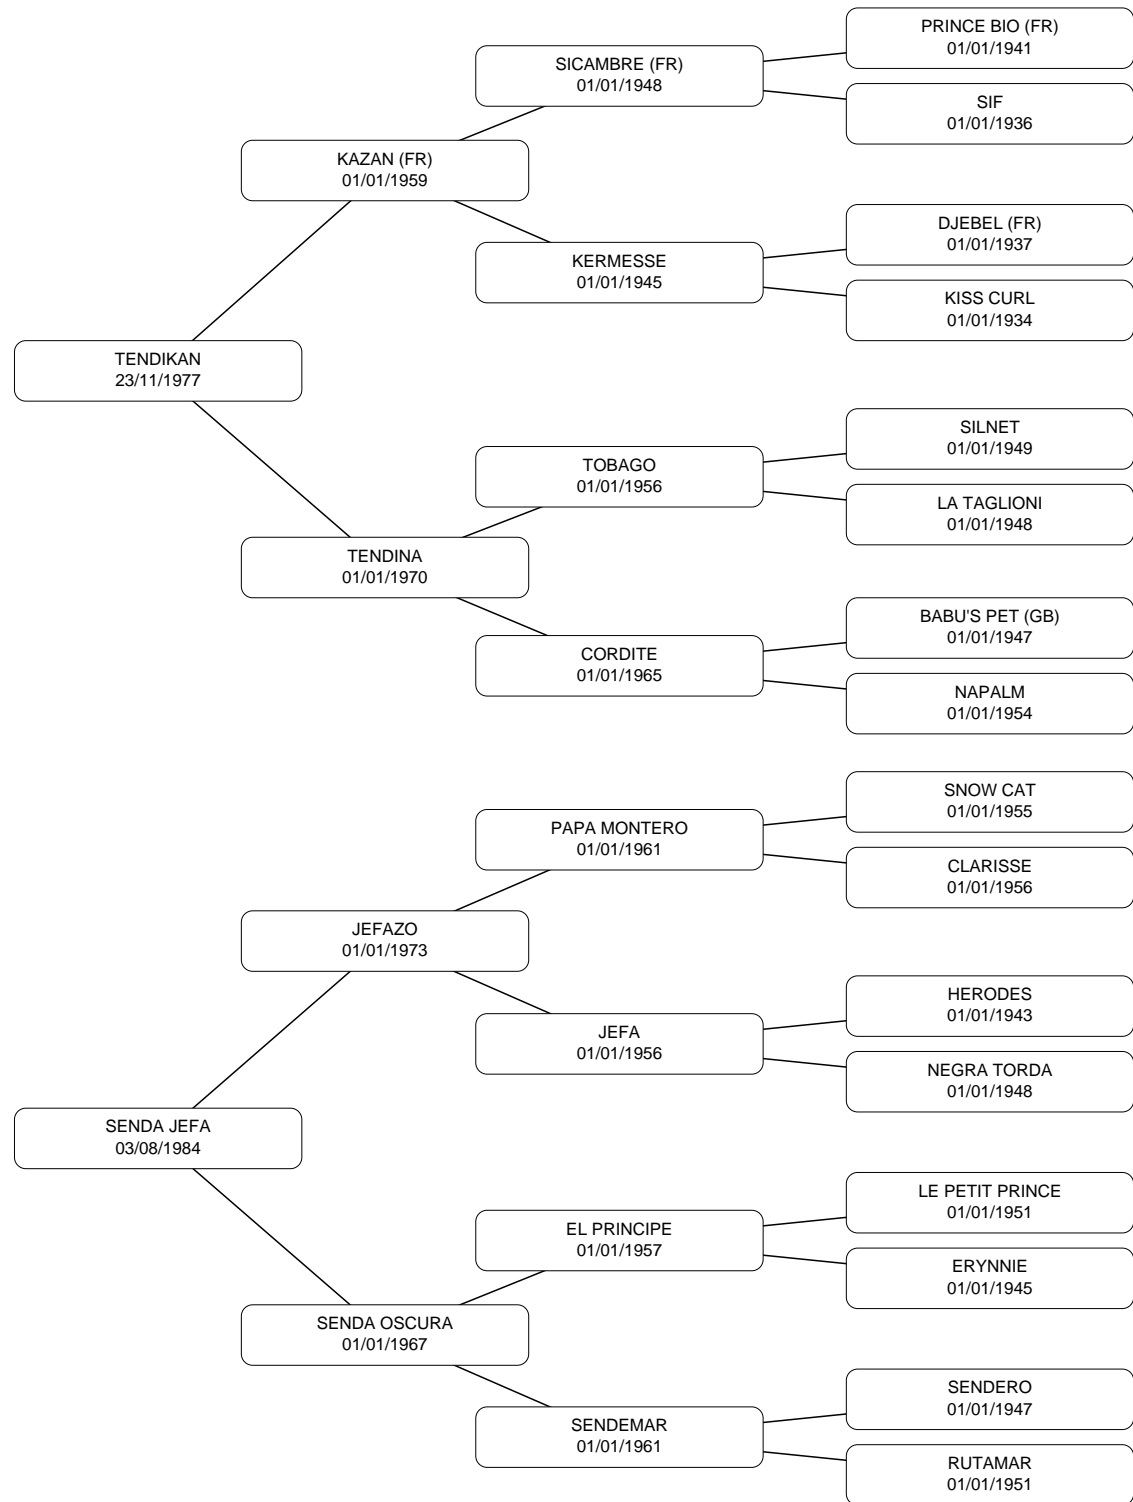 PRINCE BIO (FR)
01/01/1941
SICAMBRE (FR)
01/01/1948
SIF
01/01/1936
KAZAN (FR)
01/01/1959
DJEBEL (FR)
01/01/1937
KERMESSE
01/01/1945
KISS CURL
01/01/1934
TENDIKAN
23/11/1977
SILNET
01/01/1949
TOBAGO
01/01/1956
LA TAGLIONI
01/01/1948
TENDINA
01/01/1970
BABU'S PET (GB)
01/01/1947
CORDITE
01/01/1965
NAPALM
01/01/1954
SNOW CAT
01/01/1955
PAPA MONTERO
01/01/1961
CLARISSE
01/01/1956
JEFAZO
01/01/1973
HERODES
01/01/1943
JEFA
01/01/1956
NEGRA TORDA
01/01/1948
SENDA JEFA
03/08/1984
LE PETIT PRINCE
01/01/1951
EL PRINCIPE
01/01/1957
ERYNNIE
01/01/1945
SENDA OSCURA
01/01/1967
SENDERO
01/01/1947
SENDEMAR
01/01/1961
RUTAMAR
01/01/1951